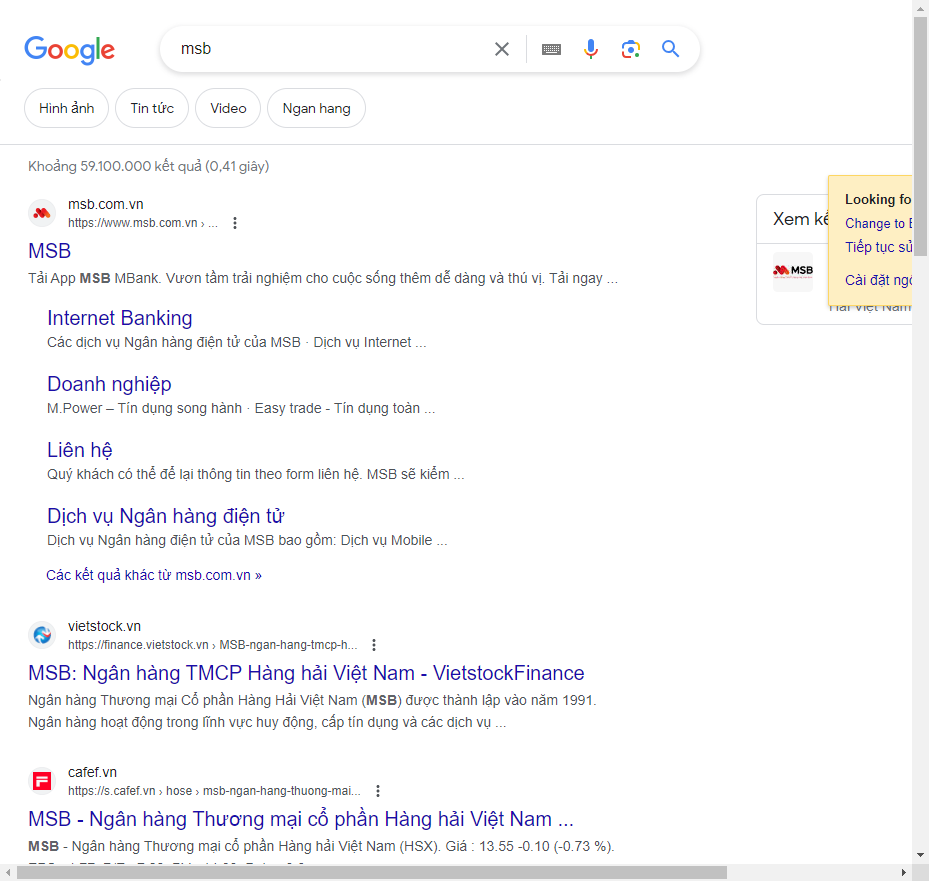 Google
msb
Hình ảnh
Tin tức
Video
Ngan hang
Khoảng 59.100.000 kết quả (0,41 giây)
msb.com.vn
https://www.msb.com.vn › ...
MSB
Tải App MSB MBank. Vươn tầm trải nghiệm cho cuộc sống thêm dễ dàng và thú vị. Tải ngay ...
Internet Banking
Các dịch vụ Ngân hàng điện tử của MSB · Dịch vụ Internet ...
Doanh nghiệp
M.Power – Tín dụng song hành · Easy trade - Tín dụng toàn ...
Liên hệ
Quý khách có thể để lại thông tin theo form liên hệ. MSB sẽ kiểm ...
Dịch vụ Ngân hàng điện tử
Dịch vụ Ngân hàng điện tử của MSB bao gồm: Dịch vụ Mobile ...
Các kết quả khác từ msb.com.vn »
vietstock.vn
https://finance.vietstock.vn › MSB-ngan-hang-tmcp-h...
MSB: Ngân hàng TMCP Hàng hải Việt Nam - VietstockFinance
Ngân hàng Thương mại Cổ phần Hàng Hải Việt Nam (MSB) được thành lập vào năm 1991.
Ngân hàng hoạt động trong lĩnh vực huy động, cấp tín dụng và các dịch vụ ...
cafef.vn
https://s.cafef.vn › hose › msb-ngan-hang-thuong-mai...
MSB - Ngân hàng Thương mại cổ phần Hàng hải Việt Nam ...
MSB - Ngân hàng Thương mại cổ phần Hàng hải Việt Nam (HSX). Giá : 13.55 -0.10 (-0.73 %).
Xem
MSB
Hải Việt Nam
Looking fo
Change to
Tiếp tục sử
Cài đặt ngô